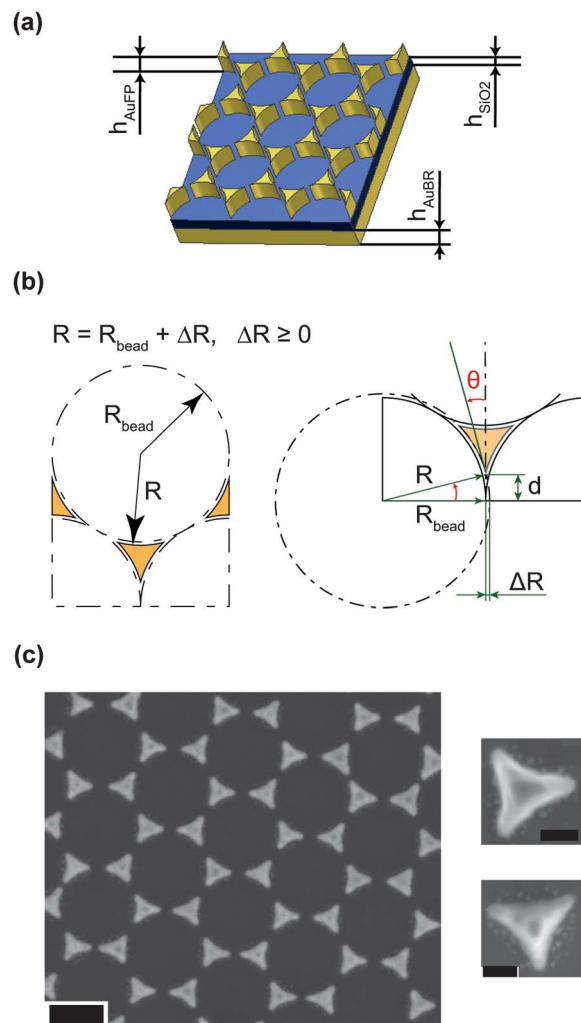 (a)
h_AuFP
h_SiO2
h_AuBR
(b)
R = R_bead + ΔR, ΔR ≥ 0
R_bead
R
θ
R
d
R_bead
ΔR
(c)